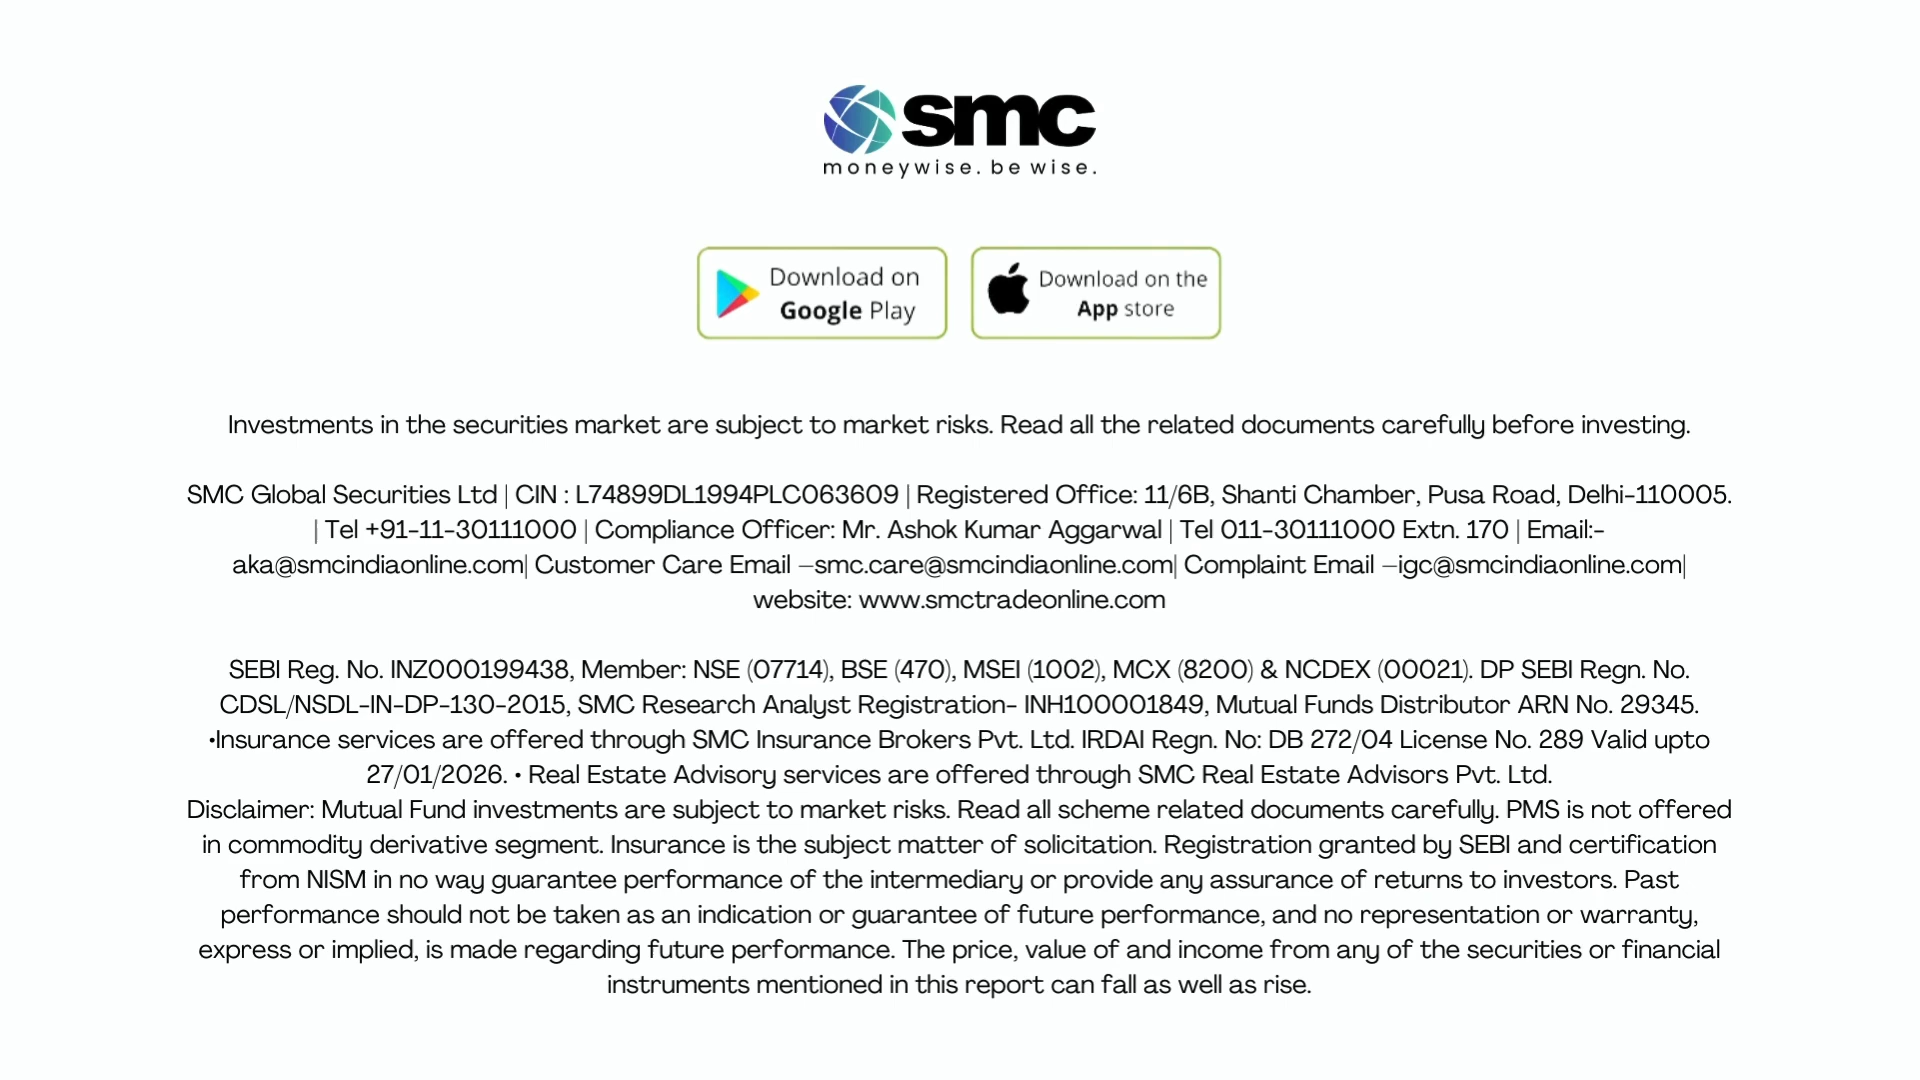 smc
moneywise. be wise.
Download on
Google Play
Download on the
App store
Investments in the securities market are subject to market risks. Read all the related documents carefully before investing.
SMC Global Securities Ltd | CIN : L74899DL1994PLC063609 | Registered Office: 11/6B, Shanti Chamber, Pusa Road, Delhi-110005.
| Tel +91-11-30111000 | Compliance Officer: Mr. Ashok Kumar Aggarwal | Tel 011-30111000 Extn. 170 | Email:-
aka@smcindiaonline.com| Customer Care Email –smc.care@smcindiaonline.com| Complaint Email –igc@smcindiaonline.com|
website: www.smctradeonline.com
SEBI Reg. No. INZ000199438, Member: NSE (07714), BSE (470), MSEI (1002), MCX (8200) & NCDEX (00021). DP SEBI Regn. No.
CDSL/NSDL-IN-DP-130-2015, SMC Research Analyst Registration- INH100001849, Mutual Funds Distributor ARN No. 29345.
•Insurance services are offered through SMC Insurance Brokers Pvt. Ltd. IRDAI Regn. No: DB 272/04 License No. 289 Valid upto
27/01/2026. • Real Estate Advisory services are offered through SMC Real Estate Advisors Pvt. Ltd.
Disclaimer: Mutual Fund investments are subject to market risks. Read all scheme related documents carefully. PMS is not offered
in commodity derivative segment. Insurance is the subject matter of solicitation. Registration granted by SEBI and certification
from NISM in no way guarantee performance of the intermediary or provide any assurance of returns to investors. Past
performance should not be taken as an indication or guarantee of future performance, and no representation or warranty,
express or implied, is made regarding future performance. The price, value of and income from any of the securities or financial
instruments mentioned in this report can fall as well as rise.